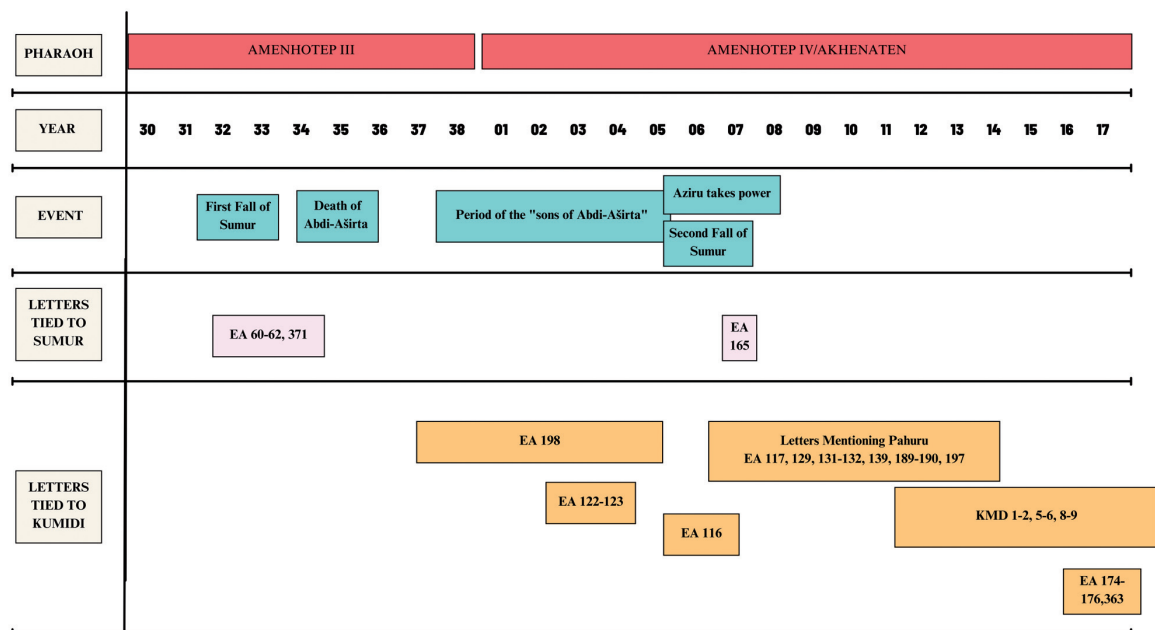 PHARAOH
AMENHOTEP III
AMENHOTEP IV/AKHENATEN
YEAR
30 31 32 33 34 35 36 37 38 01 02 03 04 05 06 07 08 09 10 11 12 13 14 15 16 17
EVENT
First Fall of
Sumur
Death of
Abdi-Aširta
Period of the "sons of Abdi-Aširta"
Aziru takes power
Second Fall of
Sumur
LETTERS
TIED TO
SUMUR
EA 60-62, 371
EA
165
LETTERS
TIED TO
KUMIDI
EA 198
Letters Mentioning Pahuru
EA 117, 129, 131-132, 139, 189-190, 197
EA 122-123
EA 116
KMD 1-2, 5-6, 8-9
EA 174-
176,363